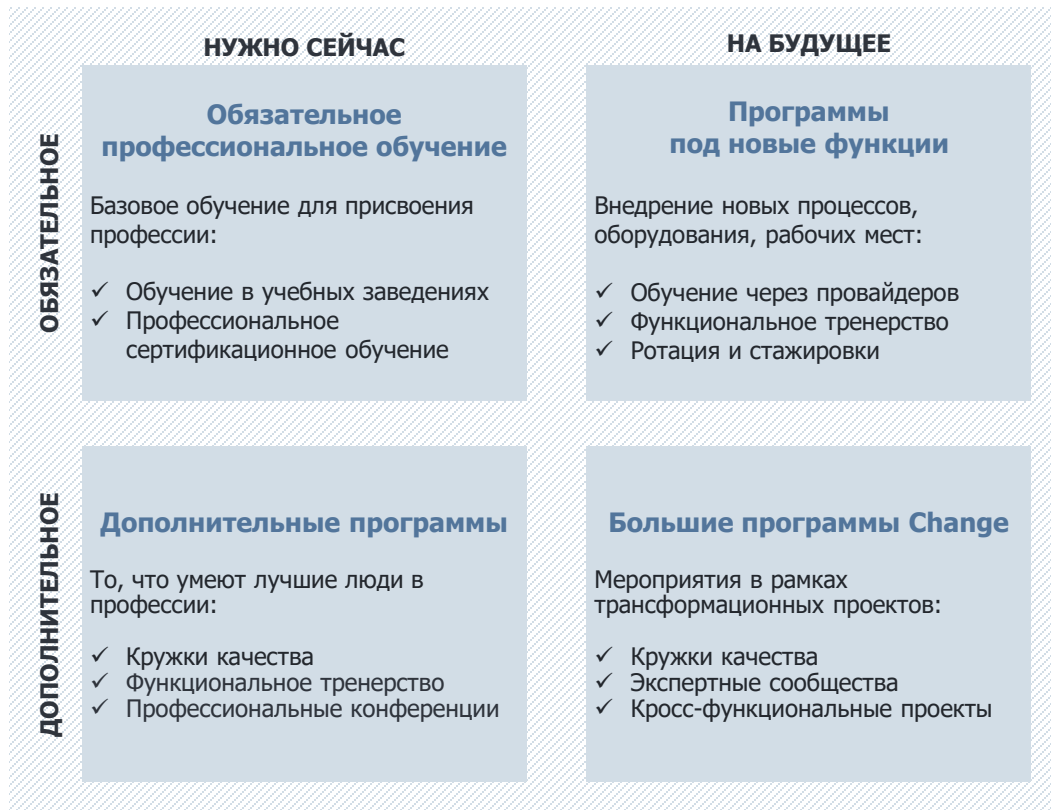 НУЖНО СЕЙЧАС
НА БУДУЩЕЕ
ОБЯЗАТЕЛЬНОЕ
Обязательное
профессиональное обучение
Базовое обучение для присвоения
профессии:
✓ Обучение в учебных заведениях
✓ Профессиональное
сертификационное обучение
Программы
под новые функции
Внедрение новых процессов,
оборудования, рабочих мест:
✓ Обучение через провайдеров
✓ Функциональное тренерство
✓ Ротация и стажировки
ДОПОЛНИТЕЛЬНОЕ
Дополнительные программы
То, что умеют лучшие люди в
профессии:
✓ Кружки качества
✓ Функциональное тренерство
✓ Профессиональные конференции
Большие программы Change
Мероприятия в рамках
трансформационных проектов:
✓ Кружки качества
✓ Экспертные сообщества
✓ Кросс-функциональные проекты